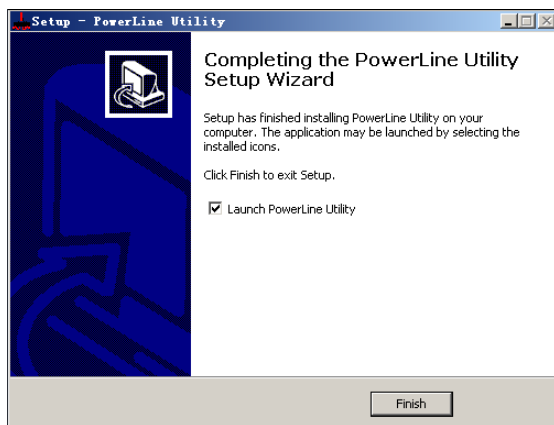 Setup - PowerLine Utility
Completing the PowerLine Utility
Setup Wizard
Setup has finished installing PowerLine Utility on your
computer. The application may be launched by selecting the
installed icons.
Click Finish to exit Setup.
Launch PowerLine Utility
Finish